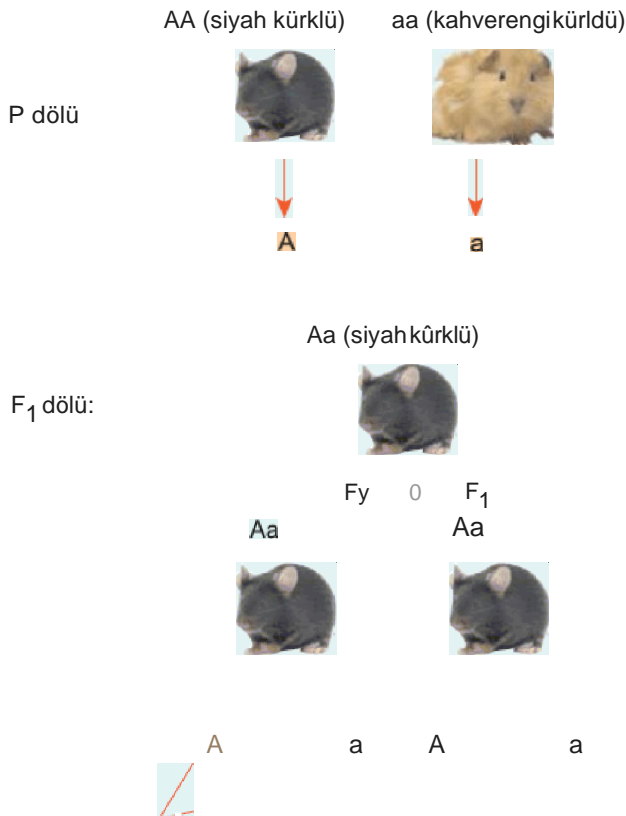 AA (siyah kürklü) aa (kahverengikürldü)
P dölü
A a
Aa (siyahkûrklü)
F1 dölü:
Fy 0 F1
Aa Aa
A a A a